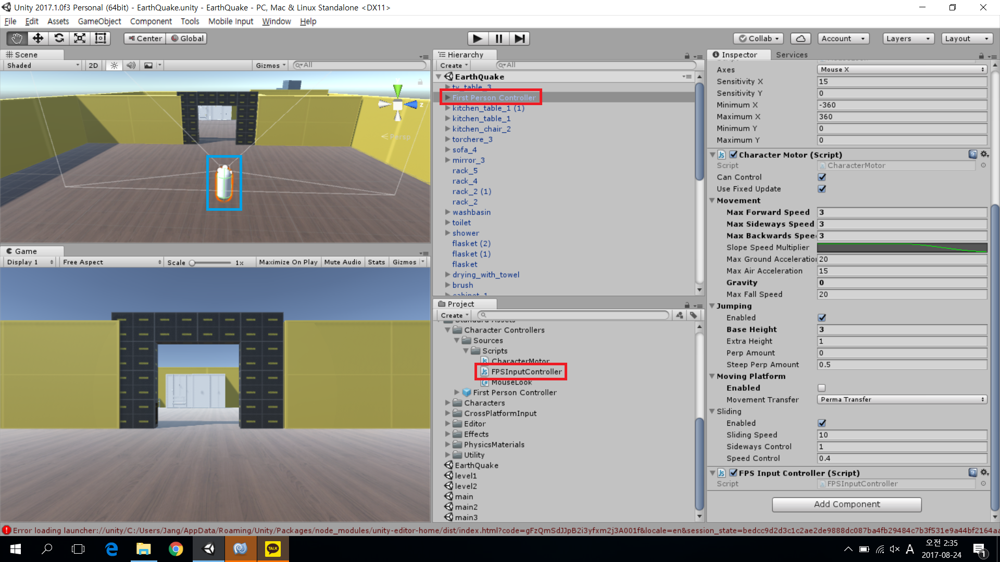 Unity 2017.1.0f3 Personal (64bit) - EarthQuake.unity - EarthQuake - PC, Mac & Linux Standalone <DX11>
File Edit Assets GameObject Component Tools Mobile Input Window Help
Center Global
Collab Account Layers Layout
Scene
Shaded 2D Gizmos All
Persp
z
Game
Display 1 Free Aspect Scale 1x Maximize On Play Mute Audio Stats Gizmos
Hierarchy
Create All
EarthQuake
tv_table_3
First Person Controller
kitchen_table_1 (1)
kitchen_table_1
kitchen_chair_2
torchere_3
sofa_4
mirror_3
rack_5
rack_4
rack_2 (1)
rack_2
washbasin
toilet
shower
flasket (2)
flasket (1)
flasket
drying_with_towel
brush
cabinet_1
Project
Create
Standard Assets
Character Controllers
Sources
Scripts
CharacterMotor
FPSInputController
MouseLook
First Person Controller
Characters
CrossPlatformInput
Editor
Effects
PhysicsMaterials
Utility
EarthQuake
level1
level2
main
main2
main3
Inspector Services
Axes Mouse X
Sensitivity X 15
Sensitivity Y 0
Minimum X -360
Maximum X 360
Minimum Y 0
Maximum Y 0
Character Motor (Script)
Script CharacterMotor
Can Control
Use Fixed Update
Movement
Max Forward Speed 3
Max Sideways Speed 3
Max Backwards Spee 3
Slope Speed Multiplier
Max Ground Acceleratio 20
Max Air Acceleration 15
Gravity 0
Max Fall Speed 20
Jumping
Enabled
Base Height 3
Extra Height 1
Perp Amount 0
Steep Perp Amount 0.5
Moving Platform
Enabled
Movement Transfer Perma Transfer
Sliding
Enabled
Sliding Speed 10
Sideways Control 1
Speed Control 0.4
FPS Input Controller (Script)
Script FPSInputController
Add Component
Error loading launcher://unity/C:/Users/Jang/AppData/Roaming/Unity/Packages/node_modules/unity-editor-home/dist/index.html?code=gFzQmSdJJpB2i3yfxm2j3A001f&locale=en&session_state=bedcc9d2d3c1c2ae2de9888dc087ba4fb29484c7b3f531e9a44bf2164aa
TALK
A
오전 2:35
2017-08-24
1